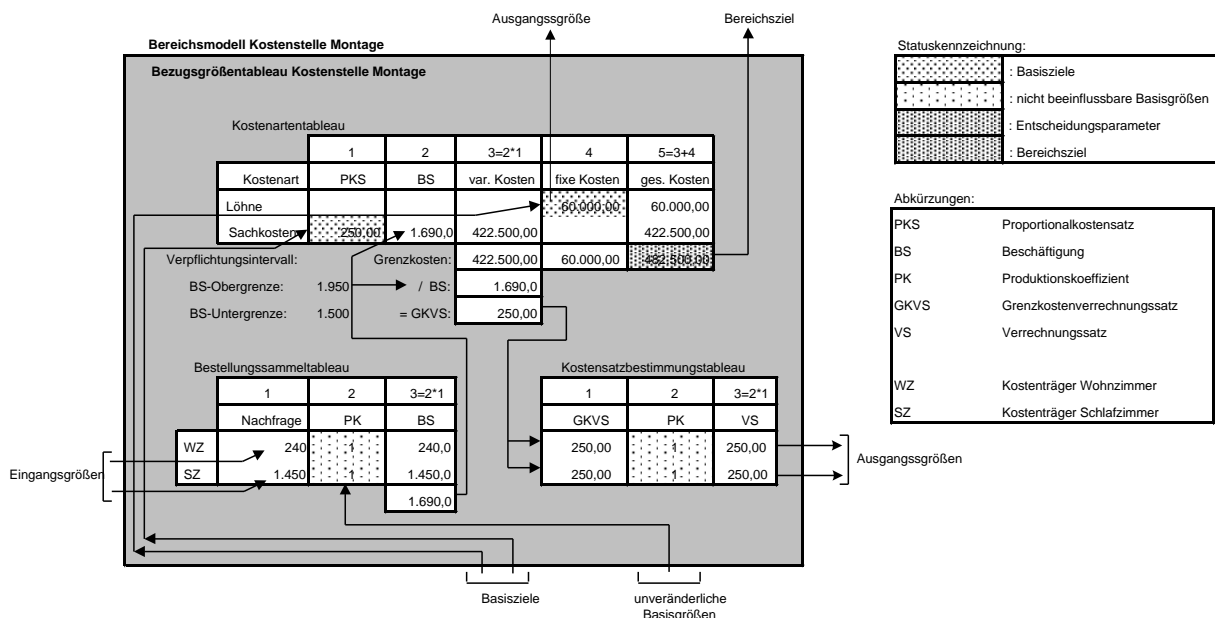 Ausgangsgröße Bereichsziel
Bereichsmodell Kostenstelle Montage
Bezugsgrößentableau Kostenstelle Montage
Kostenartentableau
1 2 3=2*1 4 5=3+4
Kostenart PKS BS var. Kosten fixe Kosten ges. Kosten
Löhne 60.000,00 60.000,00
Sachkosten 250,00 1.690,0 422.500,00 422.500,00
Verpflichtungsintervall: Grenzkosten: 422.500,00 60.000,00 482.500,00
BS-Obergrenze: 1.950 / BS: 1.690,0
BS-Untergrenze: 1.500 = GKVS: 250,00
Bestellungssammeltableau
1 2 3=2*1
Nachfrage PK BS
WZ 240 1 240,0
SZ 1.450 1 1.450,0
1.690,0
Kostensatzbestimmungstableau
1 2 3=2*1
GKVS PK VS
250,00 1 250,00
250,00 1 250,00
Eingangsgrößen
Ausgangssgrößen
Basisziele
unveränderliche
Basisgrößen
Statuskennzeichnung:
: Basisziele
: nicht beeinflussbare Basisgrößen
: Entscheidungsparameter
: Bereichsziel
Abkürzungen:
PKS Proportionalkostensatz
BS Beschäftigung
PK Produktionskoeffizient
GKVS Grenzkostenverrechnungssatz
VS Verrechnungssatz
WZ Kostenträger Wohnzimmer
SZ Kostenträger Schlafzimmer